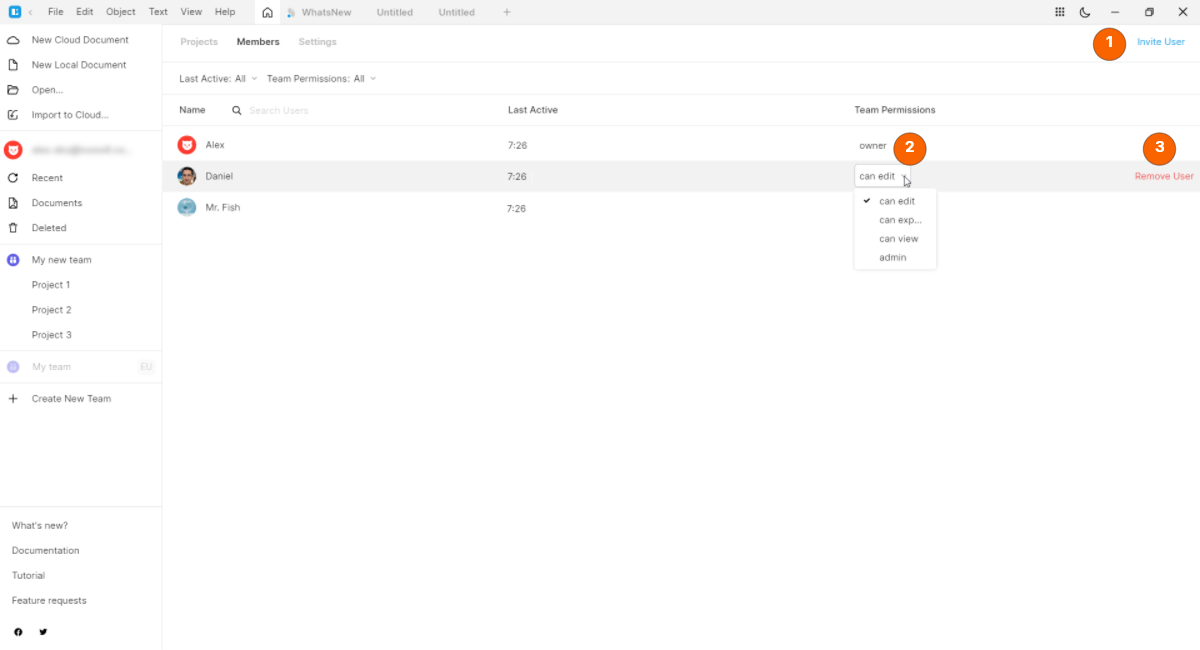 File Edit Object Text View Help WhatsNew Untitled Untitled
New Cloud Document
New Local Document
Open...
Import to Cloud...
Recent
Documents
Deleted
My new team
Project 1
Project 2
Project 3
My team EU
Create New Team
What's new?
Documentation
Tutorial
Feature requests
Projects Members Settings 1 Invite User
Last Active: All Team Permissions: All
Name Search Users Last Active Team Permissions
Alex 7:26 owner 2 3
Daniel 7:26 can edit Remove User
Mr. Fish 7:26
can edit
can exp...
can view
admin